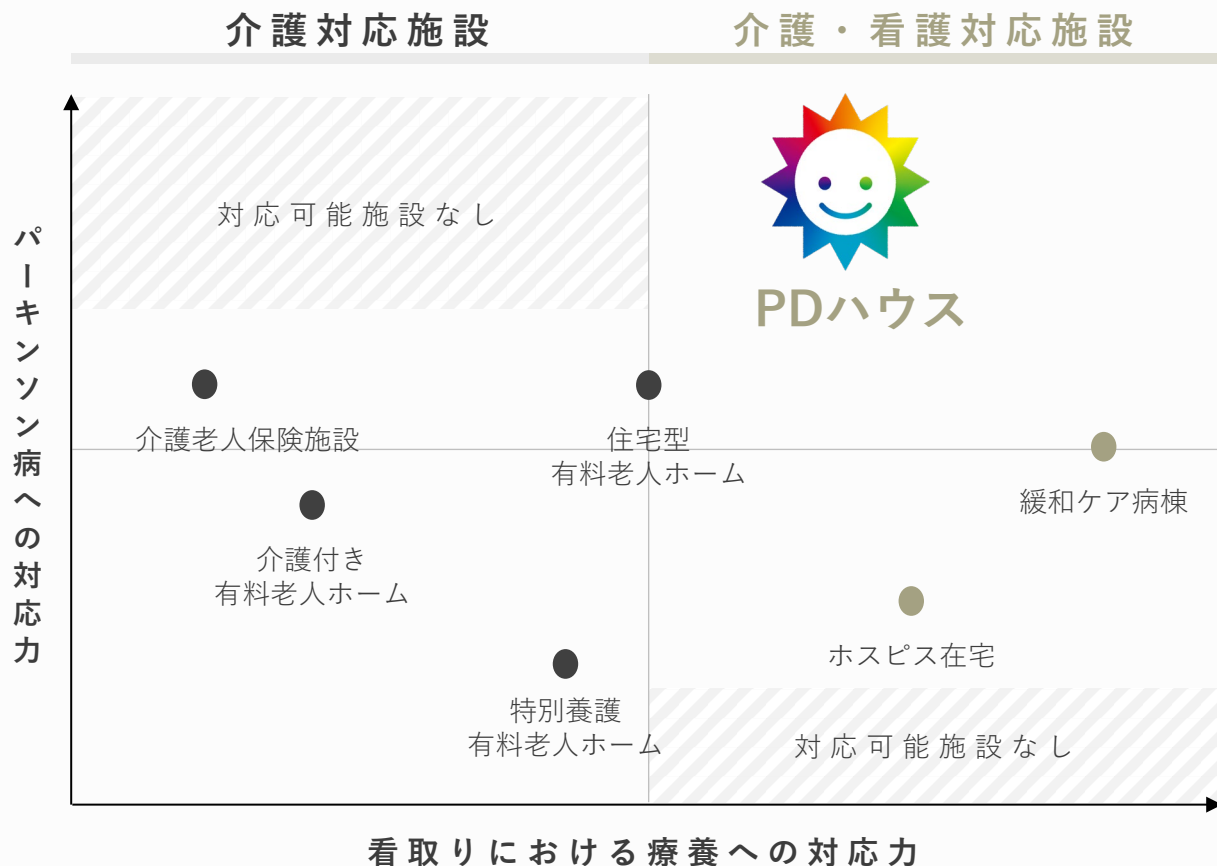 介護対応施設
介護・看護対応施設
対応可能施設なし
PDハウス
パーキンソン病への対応力
介護老人保険施設
住宅型
有料老人ホーム
緩和ケア病棟
介護付き
有料老人ホーム
ホスピス在宅
特別養護
有料老人ホーム
対応可能施設なし
看取りにおける療養への対応力